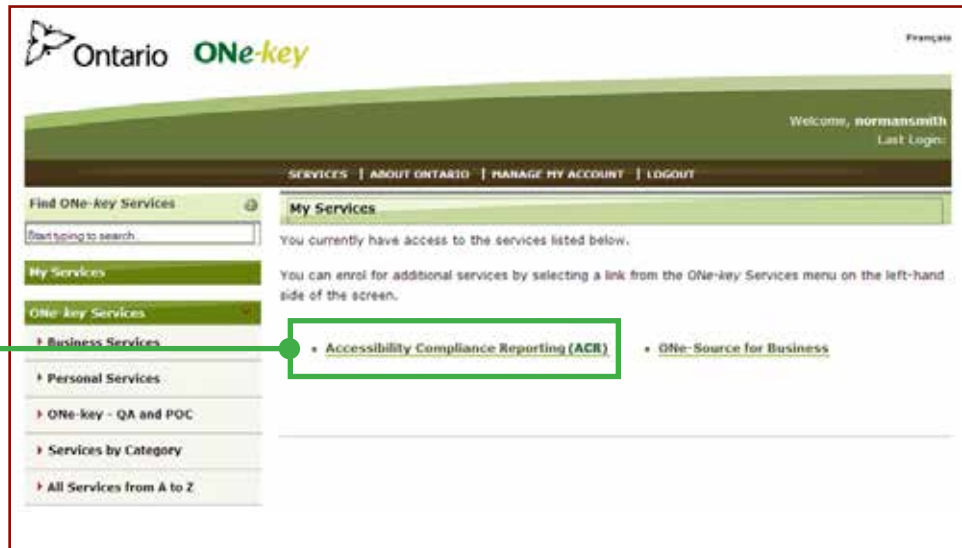 Ontario ONe-key
Français
Welcome, normansmith
Last Login:
SERVICES | ABOUT ONTARIO | MANAGE MY ACCOUNT | LOGOUT
Find ONe-key Services
Start typing to search.
My Services
ONe-key Services
Business Services
Personal Services
ONe-key - QA and POC
Services by Category
All Services from A to Z
My Services
You currently have access to the services listed below.
You can enrol for additional services by selecting a link from the ONe-key Services menu on the left-hand
side of the screen.
• Accessibility Compliance Reporting (ACR) • ONe-Source for Business